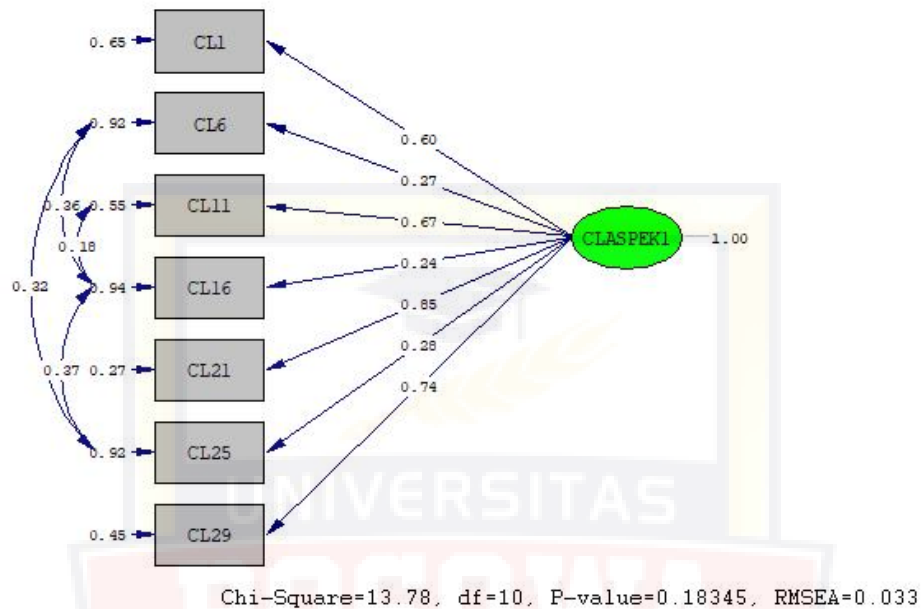 0.65 CL1
0.60
0.92 CL6
0.27
0.36 0.55 CL11
0.67
0.18
0.32 0.94 CL16
0.24
CLASPEK1 1.00
0.37 0.27 CL21
0.85
0.92 CL25
0.28
0.45 CL29
0.74
UNIVERSITAS
BOSOWA
Chi-Square=13.78, df=10, P-value=0.18345, RMSEA=0.033